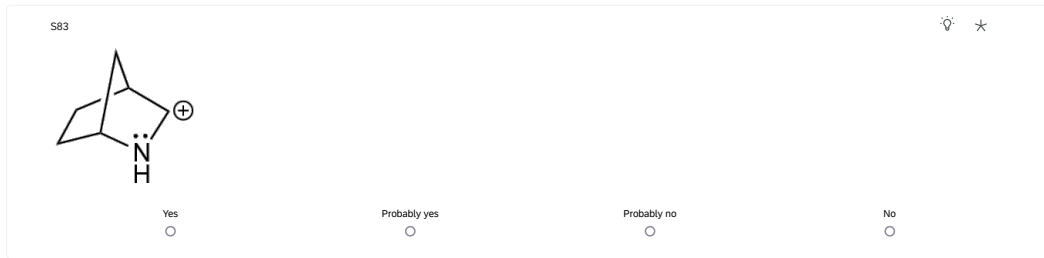 S83
⊕
N
H
Yes Probably yes Probably no No